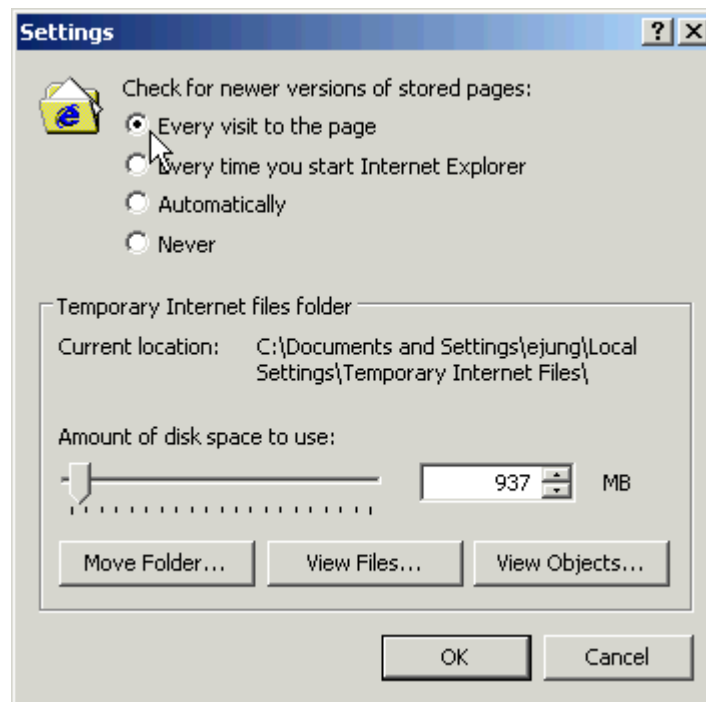 Settings
Check for newer versions of stored pages:
Every visit to the page
Every time you start Internet Explorer
Automatically
Never
Temporary Internet files folder
Current location: C:\Documents and Settings\ejung\Local
Settings\Temporary Internet Files\
Amount of disk space to use:
937 MB
Move Folder... View Files... View Objects...
OK Cancel